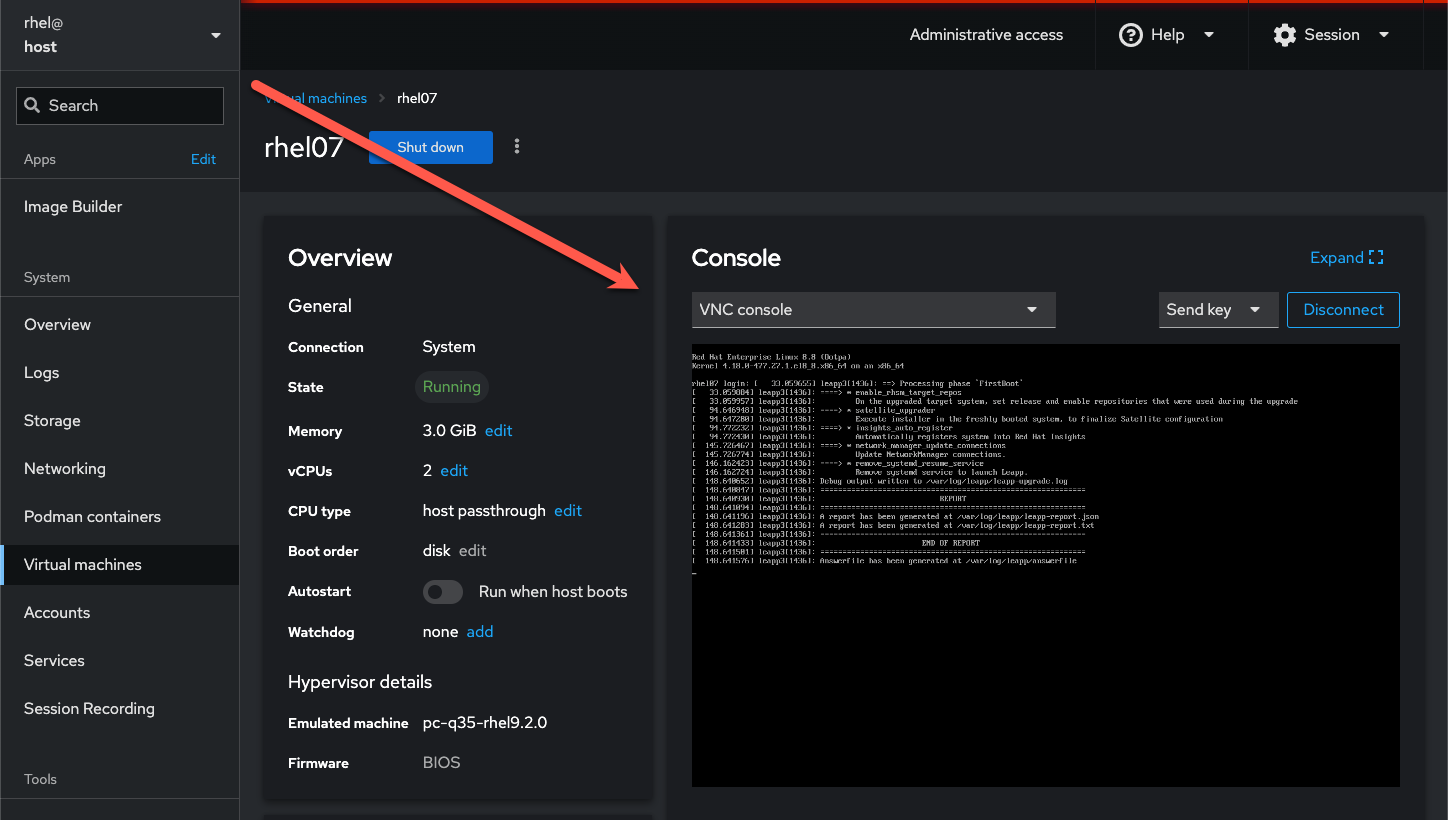 rhel@
host
Administrative access
Help
Session
Search
Apps
Edit
Image Builder
System
Overview
Logs
Storage
Networking
Podman containers
Virtual machines
Accounts
Services
Session Recording
Tools
Virtual machines > rhel07
rhel07
Shut down
Overview
General
Connection System
State Running
Memory 3.0 GiB edit
vCPUs 2 edit
CPU type host passthrough edit
Boot order disk edit
Autostart Run when host boots
Watchdog none add
Hypervisor details
Emulated machine pc-q35-rhel9.2.0
Firmware BIOS
Console
Expand
VNC console
Send key
Disconnect
Red Hat Enterprise Linux 8.8 (Ootpa)
Kernel 4.18.0-477.27.1.el8_8.x86_64 on an x86_64
rhel07 login: [   33.059655] leapp3[1436]: ==> Processing phase `FirstBoot`
[   33.059804] leapp3[1436]: ====> * enable_rhsm_target_repos
[   33.059957] leapp3[1436]:         On the upgraded target system, set release and enable repositories that were used during the upgrade
[   94.646948] leapp3[1436]: ====> * satellite_upgrader
[   94.647280] leapp3[1436]:         Execute installer in the freshly booted system, to finalize Satellite configuration
[   94.772232] leapp3[1436]: ====> * insights_auto_register
[   94.772430] leapp3[1436]:         Automatically registers system into Red Hat Insights
[  145.726467] leapp3[1436]: ====> * network_manager_update_connections
[  145.726774] leapp3[1436]:         Update NetworkManager connections.
[  146.162423] leapp3[1436]: ====> * remove_systemd_resume_service
[  146.162724] leapp3[1436]:         Remove systemd service to launch Leapp.
[  148.640652] leapp3[1436]: Debug output written to /var/log/leapp/leapp-upgrade.log
[  148.640847] leapp3[1436]: ============================================================
[  148.640930] leapp3[1436]:                            REPORT
[  148.641094] leapp3[1436]: ============================================================
[  148.641196] leapp3[1436]: A report has been generated at /var/log/leapp/leapp-report.json
[  148.641283] leapp3[1436]: A report has been generated at /var/log/leapp/leapp-report.txt
[  148.641361] leapp3[1436]: ============================================================
[  148.641433] leapp3[1436]:                        END OF REPORT
[  148.641501] leapp3[1436]: ============================================================
[  148.641576] leapp3[1436]: Answerfile has been generated at /var/log/leapp/answerfile